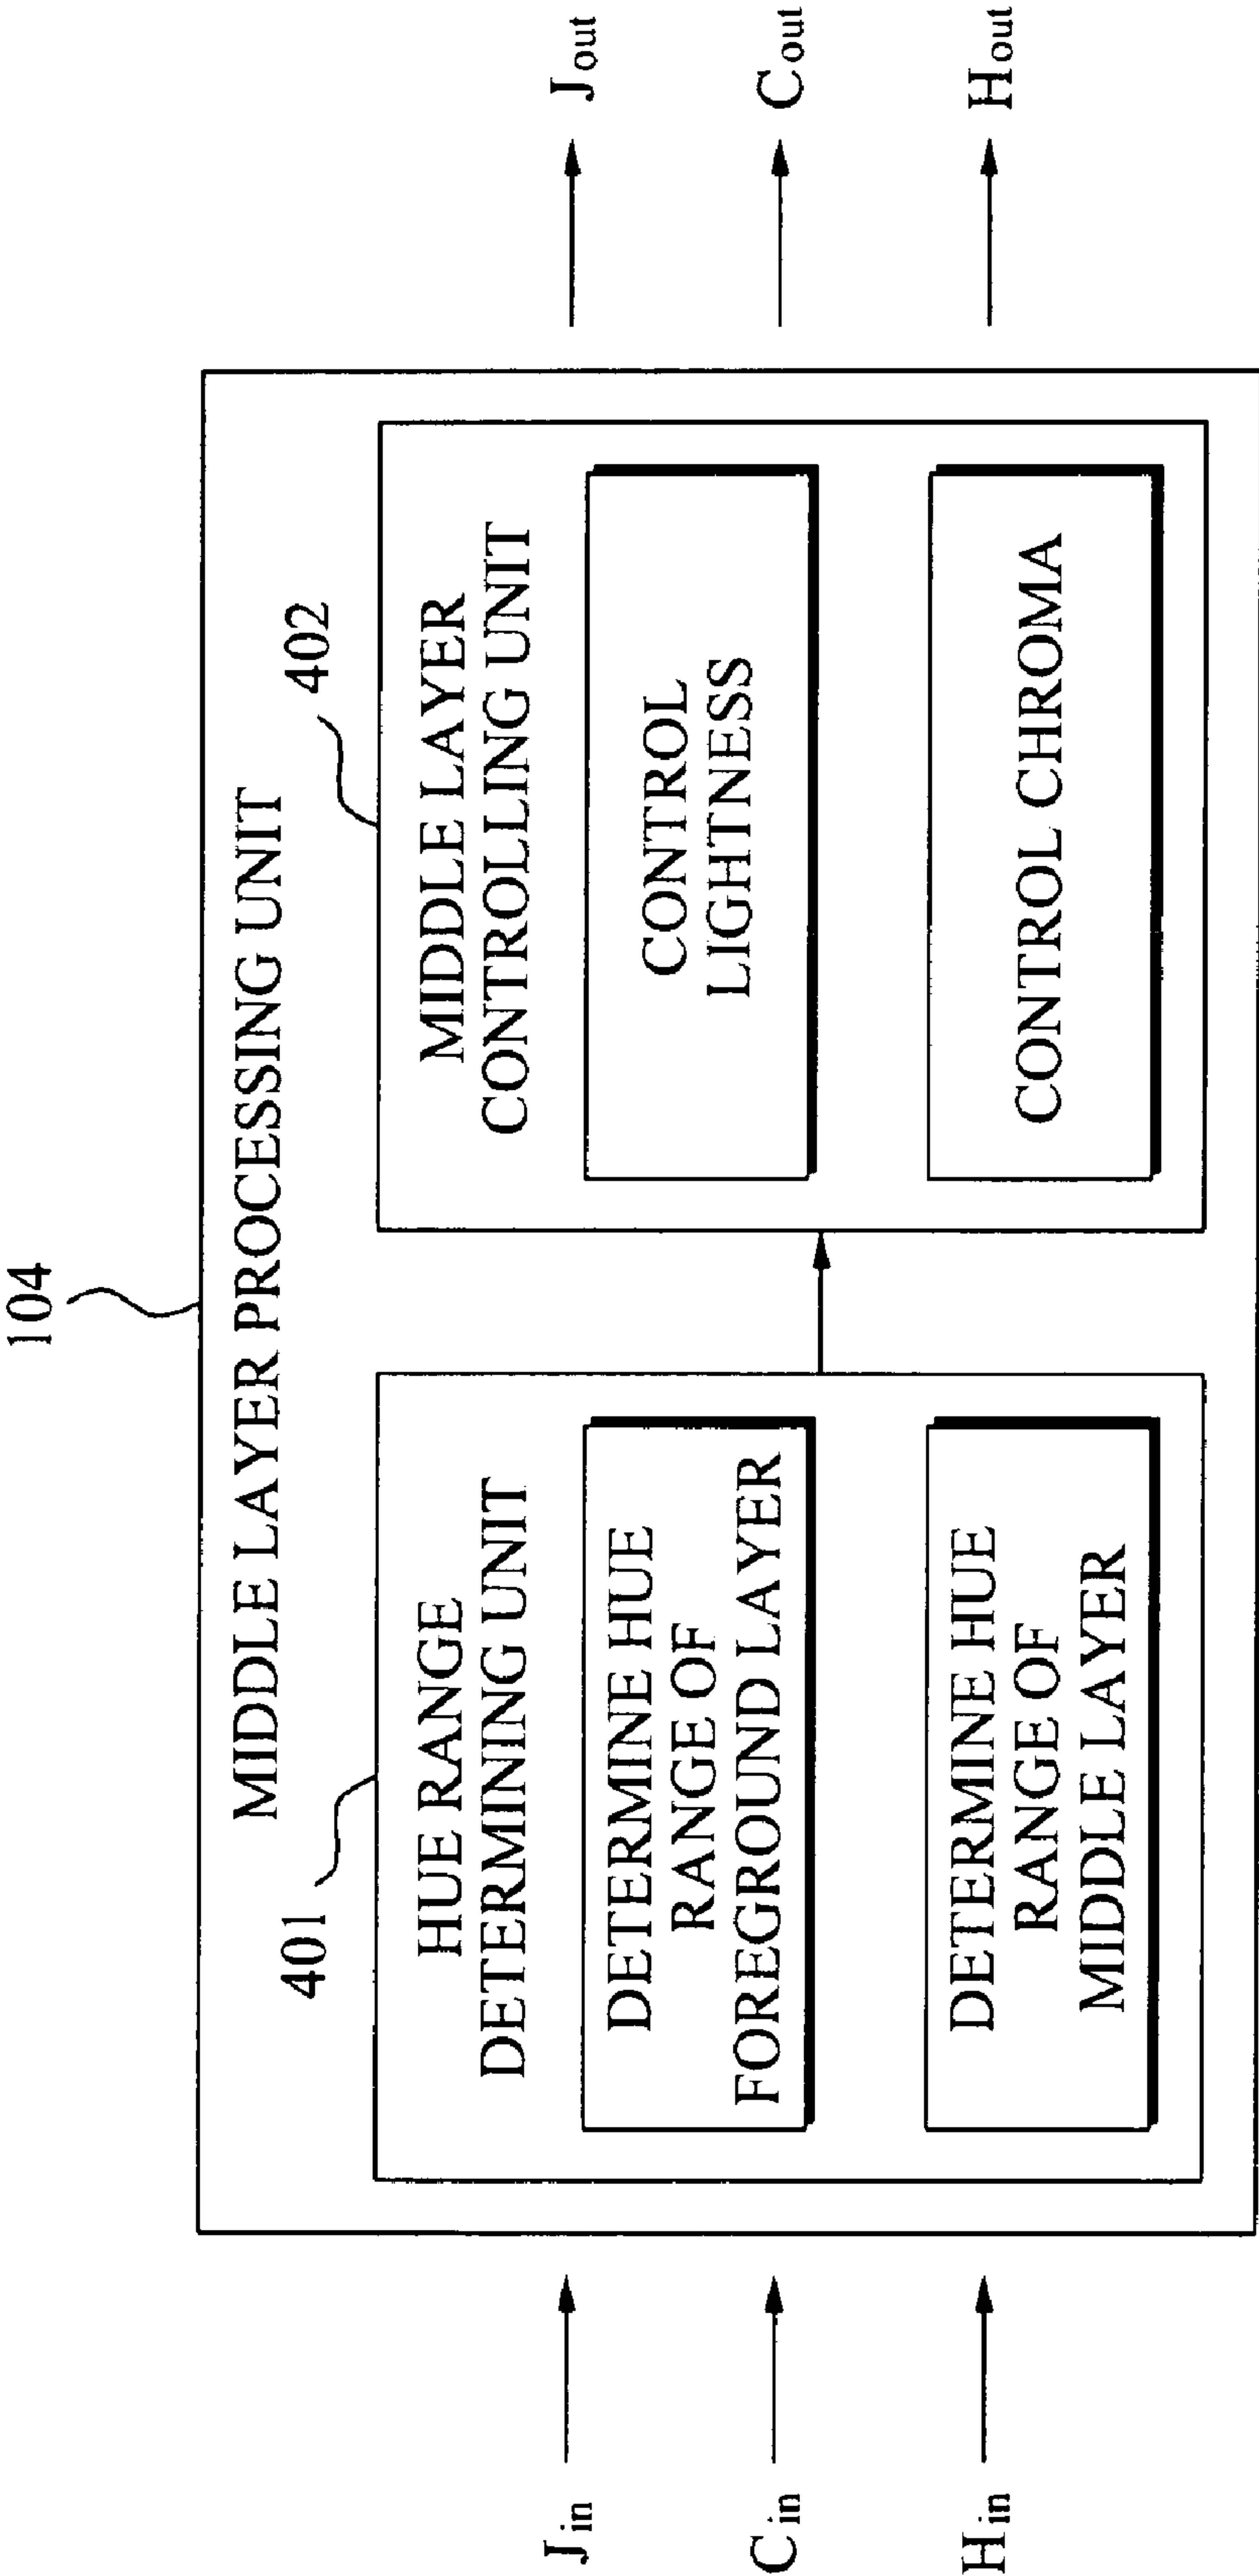 104
MIDDLE LAYER PROCESSING UNIT
401
HUE RANGE
DETERMINING UNIT
DETERMINE HUE
RANGE OF
FOREGROUND LAYER
DETERMINE HUE
RANGE OF
MIDDLE LAYER
402
MIDDLE LAYER
CONTROLLING UNIT
CONTROL
LIGHTNESS
CONTROL CHROMA
Jin
Cin
Hin
Jout
Cout
Hout